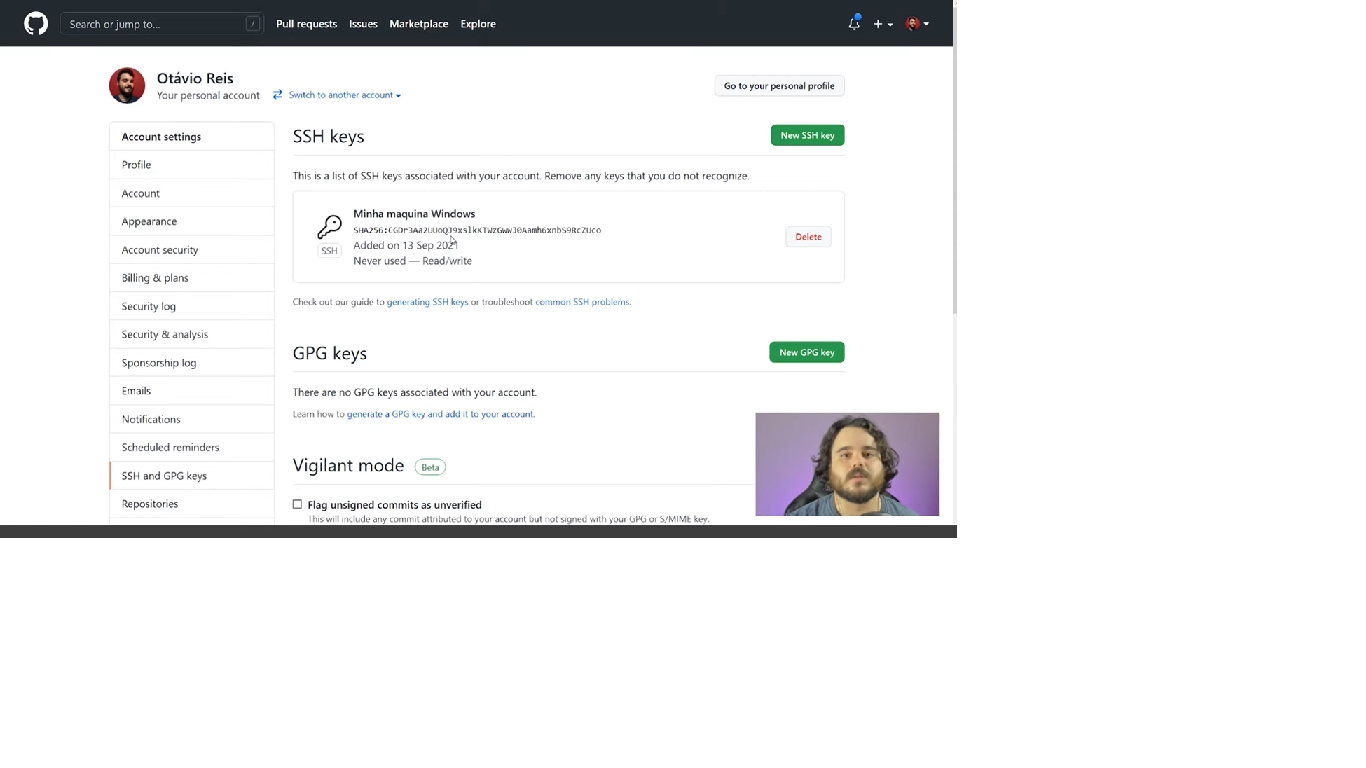 Search or jump to... /
Pull requests Issues Marketplace Explore
Otávio Reis
Your personal account Switch to another account
Go to your personal profile
Account settings
Profile
Account
Appearance
Account security
Billing & plans
Security log
Security & analysis
Sponsorship log
Emails
Notifications
Scheduled reminders
SSH and GPG keys
Repositories
SSH keys
New SSH key
This is a list of SSH keys associated with your account. Remove any keys that you do not recognize.
Minha maquina Windows
SSH
Added on 13 Sep 2021
Never used — Read/write
Delete
Check out our guide to generating SSH keys or troubleshoot common SSH problems.
GPG keys
New GPG key
There are no GPG keys associated with your account.
Learn how to generate a GPG key and add it to your account.
Vigilant mode Beta
Flag unsigned commits as unverified
This will include any commit attributed to your account but not signed with your GPG or S/MIME key.